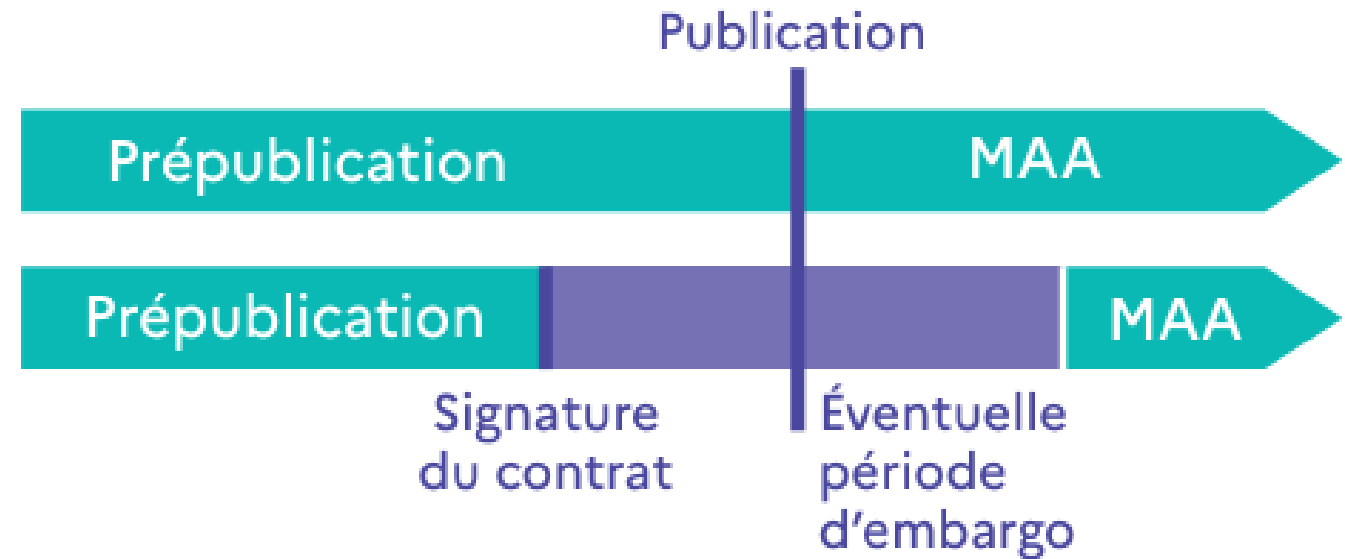 Publication
Prépublication
MAA
Prépublication
MAA
Signature
du contrat
Éventuelle
période
d'embargo